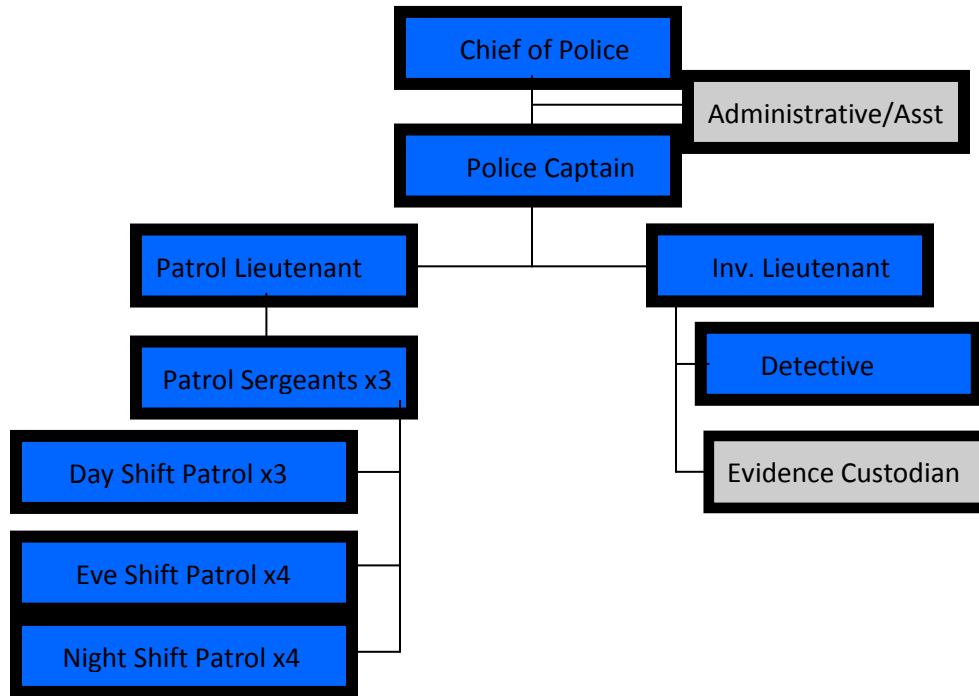 Chief of Police
Administrative/Asst
Police Captain
Patrol Lieutenant
Inv. Lieutenant
Patrol Sergeants x3
Detective
Day Shift Patrol x3
Evidence Custodian
Eve Shift Patrol x4
Night Shift Patrol x4